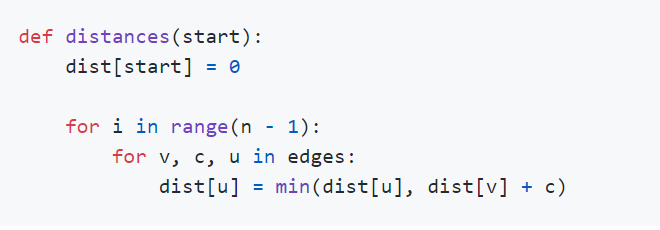 def distances(start):
    dist[start] = 0

    for i in range(n - 1):
        for v, c, u in edges:
            dist[u] = min(dist[u], dist[v] + c)